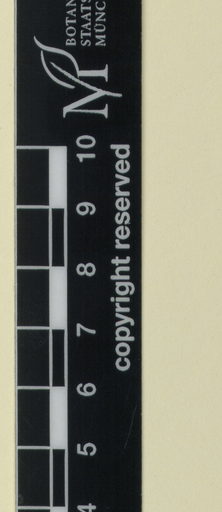 BOTAN
STAATS
MÜNC
M
10
9
8
7
6
5
4
copyright reserved